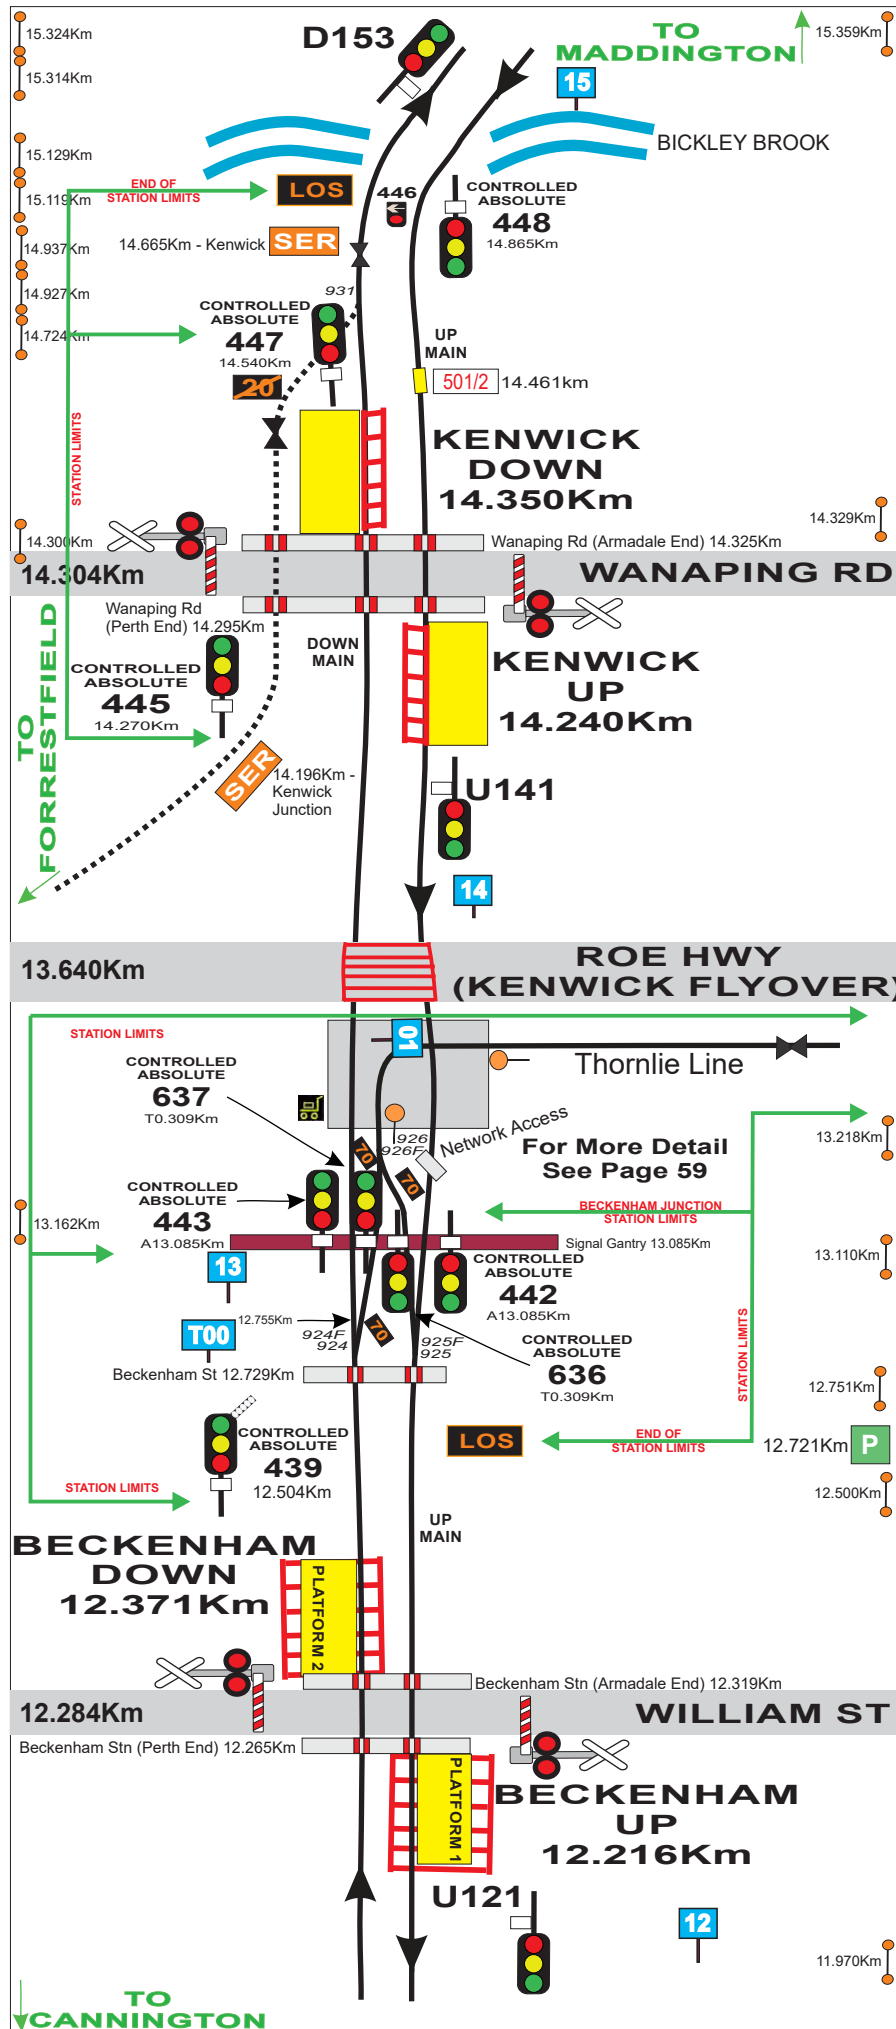 15.324Km
15.314Km
D153
TO
MADDINGTON
15.359Km
15
15.129Km
BICKLEY BROOK
15.119Km
END OF
STATION LIMITS
LOS
446
CONTROLLED
ABSOLUTE
448
14.865Km
14.937Km
14.665Km - Kenwick
SER
14.927Km
931
14.724Km
CONTROLLED
ABSOLUTE
447
14.540Km
20
UP
MAIN
501/2
14.461km
STATION LIMITS
KENWICK
DOWN
14.350Km
14.329Km
14.300Km
Wanaping Rd (Armadale End) 14.325Km
14.304Km
WANAPING RD
Wanaping Rd
(Perth End) 14.295Km
DOWN
MAIN
KENWICK
UP
14.240Km
CONTROLLED
ABSOLUTE
445
14.270Km
TO
FORRESTFIELD
SER
14.196Km -
Kenwick
Junction
U141
14
13.640Km
ROE HWY
(KENWICK FLYOVER)
STATION LIMITS
01
Thornlie Line
CONTROLLED
ABSOLUTE
637
T0.309Km
926
926F
Network Access
70
70
For More Detail
See Page 59
13.218Km
CONTROLLED
ABSOLUTE
443
A13.085Km
13.162Km
BECKENHAM JUNCTION
STATION LIMITS
Signal Gantry 13.085Km
13.110Km
13
CONTROLLED
ABSOLUTE
442
A13.085Km
12.755Km
T00
924F
924
70
925F
925
CONTROLLED
ABSOLUTE
636
T0.309Km
STATION LIMITS
Beckenham St 12.729Km
12.751Km
CONTROLLED
ABSOLUTE
439
12.504Km
LOS
END OF
STATION LIMITS
12.721Km
P
STATION LIMITS
12.500Km
UP
MAIN
BECKENHAM
DOWN
12.371Km
PLATFORM 2
Beckenham Stn (Armadale End) 12.319Km
12.284Km
WILLIAM ST
Beckenham Stn (Perth End) 12.265Km
PLATFORM 1
BECKENHAM
UP
12.216Km
U121
12
11.970Km
TO
CANNINGTON